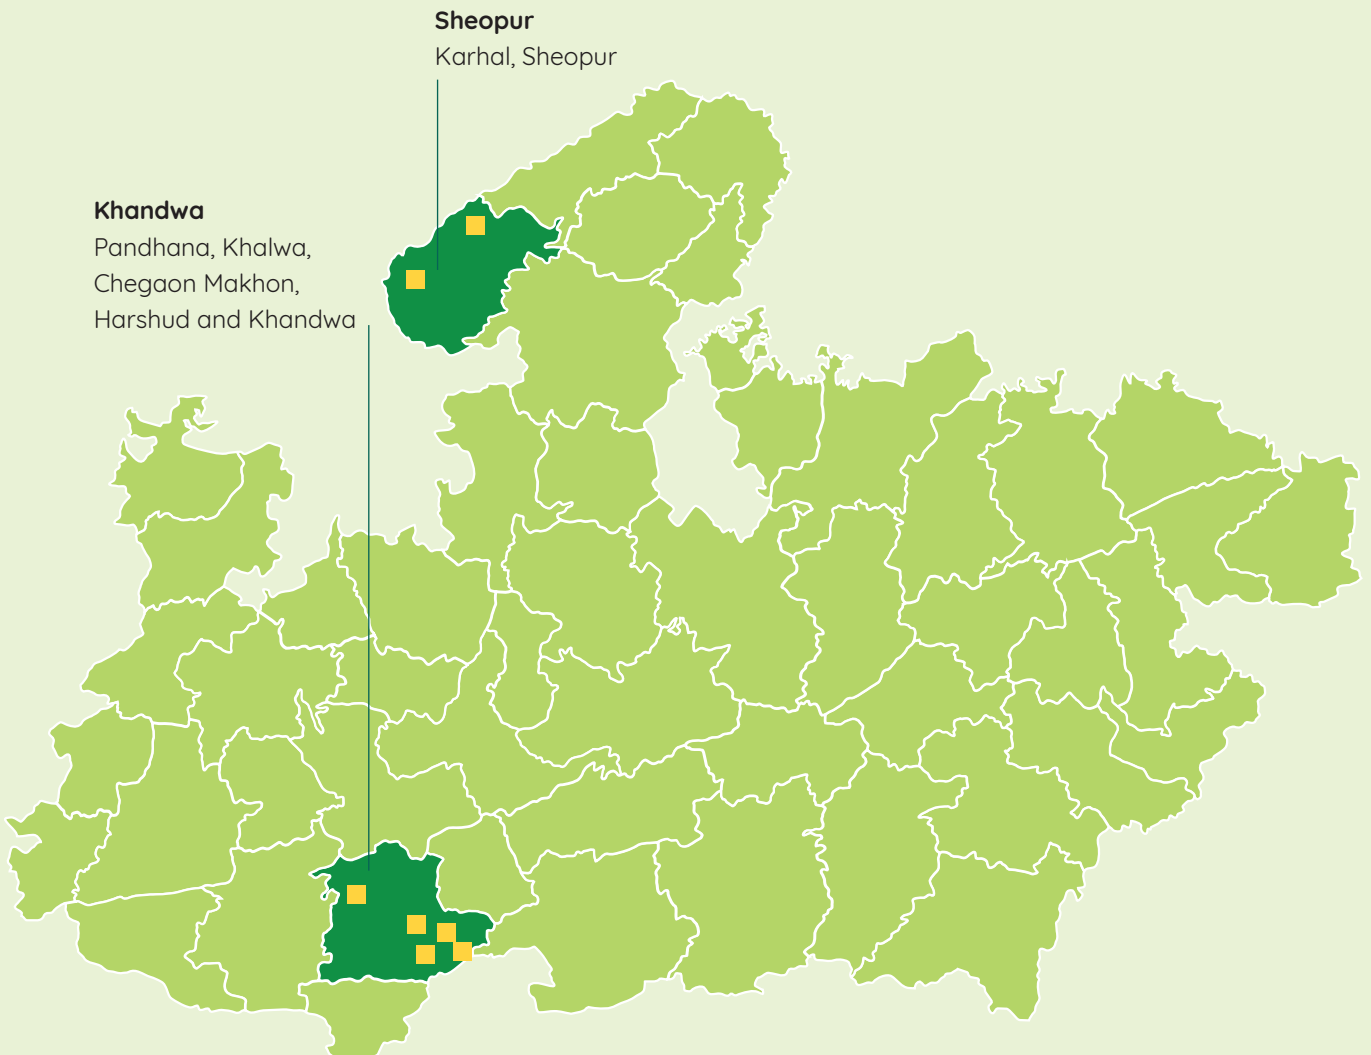 Sheopur
Karhal, Sheopur
Khandwa
Pandhana, Khalwa,
Chegaon Makhon,
Harshud and Khandwa